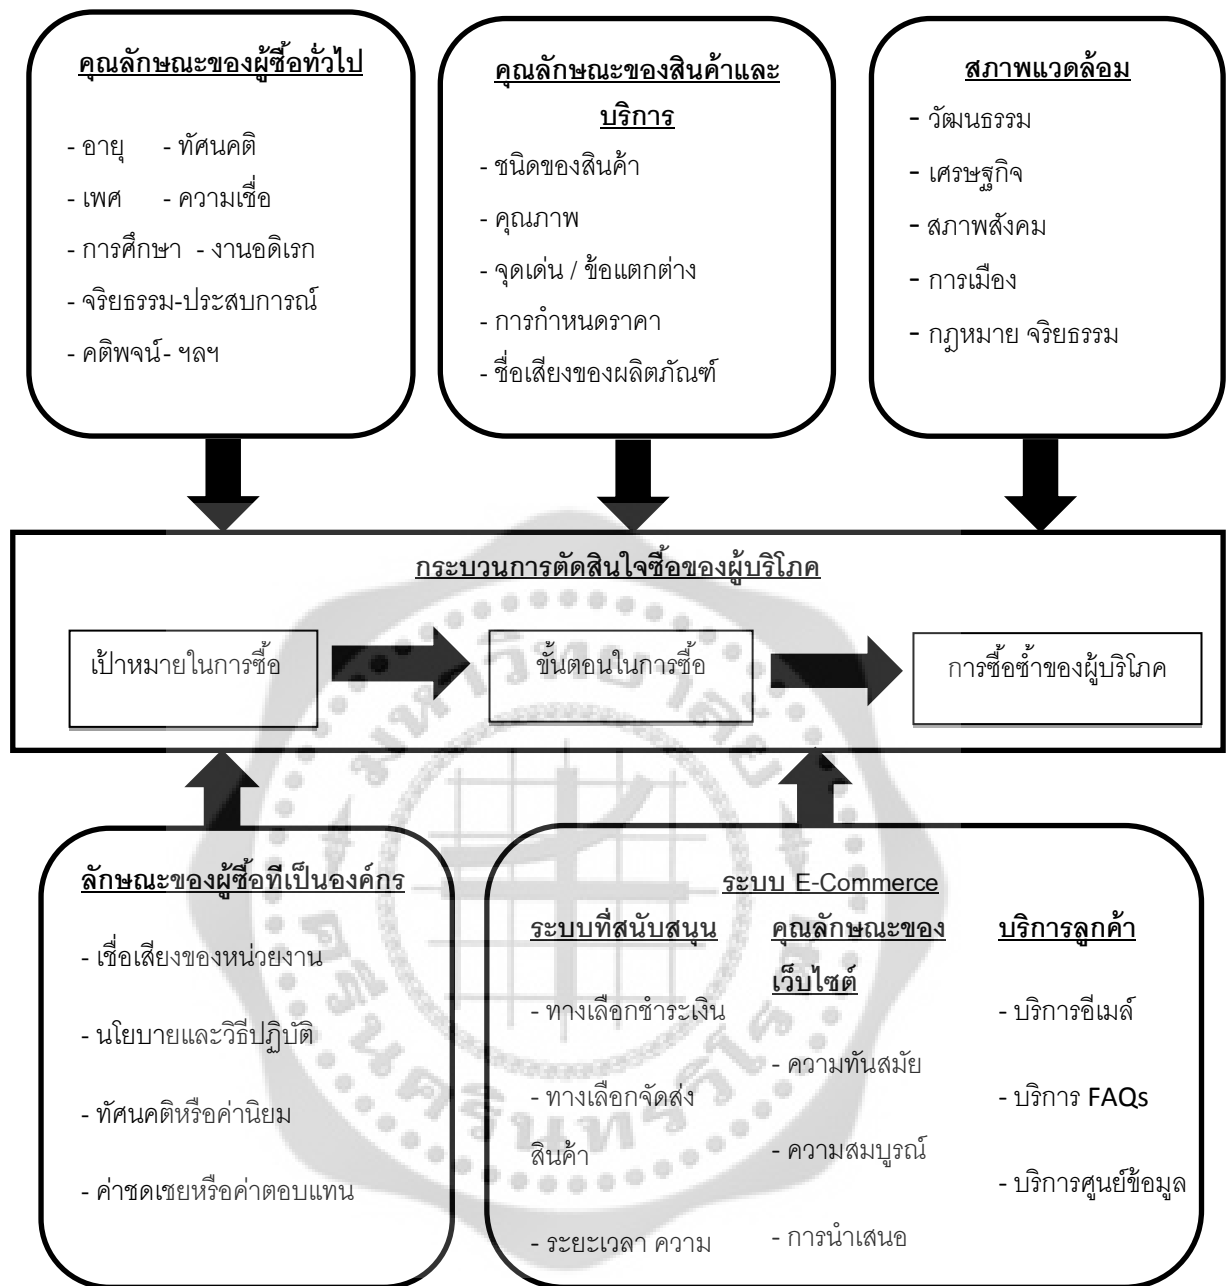 คุณลักษณะของผู้ซื้อทั่วไป
- อายุ - ทัศนคติ
- เพศ - ความเชื่อ
- การศึกษา - งานอดิเรก
- จริยธรรม-ประสบการณ์
- คติพจน์- ฯลฯ
คุณลักษณะของสินค้าและ
บริการ
- ชนิดของสินค้า
- คุณภาพ
- จุดเด่น / ข้อแตกต่าง
- การกำหนดราคา
- ชื่อเสียงของผลิตภัณฑ์
สภาพแวดล้อม
- วัฒนธรรม
- เศรษฐกิจ
- สภาพสังคม
- การเมือง
- กฎหมาย จริยธรรม
กระบวนการตัดสินใจซื้อของผู้บริโภค
เป้าหมายในการซื้อ
ขั้นตอนในการซื้อ
การซื้อซ้ำของผู้บริโภค
ลักษณะของผู้ซื้อที่เป็นองค์กร
- เชื่อเสียงของหน่วยงาน
- นโยบายและวิธีปฏิบัติ
- ทัศนคติหรือค่านิยม
- ค่าชดเชยหรือค่าตอบแทน
ระบบ E-Commerce
ระบบที่สนับสนุน
- ทางเลือกชำระเงิน
- ทางเลือกจัดส่ง
สินค้า
- ระยะเวลา ความ
คุณลักษณะของ
เว็บไซต์
- ความทันสมัย
- ความสมบูรณ์
- การนำเสนอ
บริการลูกค้า
- บริการอีเมล์
- บริการ FAQs
- บริการศูนย์ข้อมูล
มหาวิทยาลัย
ศรีนครินทรวิโรฒ